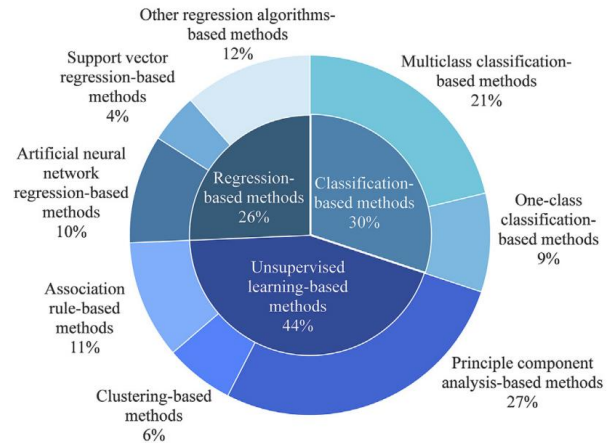 Other regression algorithms-
based methods
12%
Support vector
regression-based
methods
4%
Artificial neural
network
regression-based
methods
10%
Association
rule-based
methods
11%
Clustering-based
methods
6%
Multiclass classification-
based methods
21%
One-class
classification-
based methods
9%
Principle component
analysis-based methods
27%
Regression-
based methods
26%
Classification-
based methods
30%
Unsupervised
learning-based
methods
44%